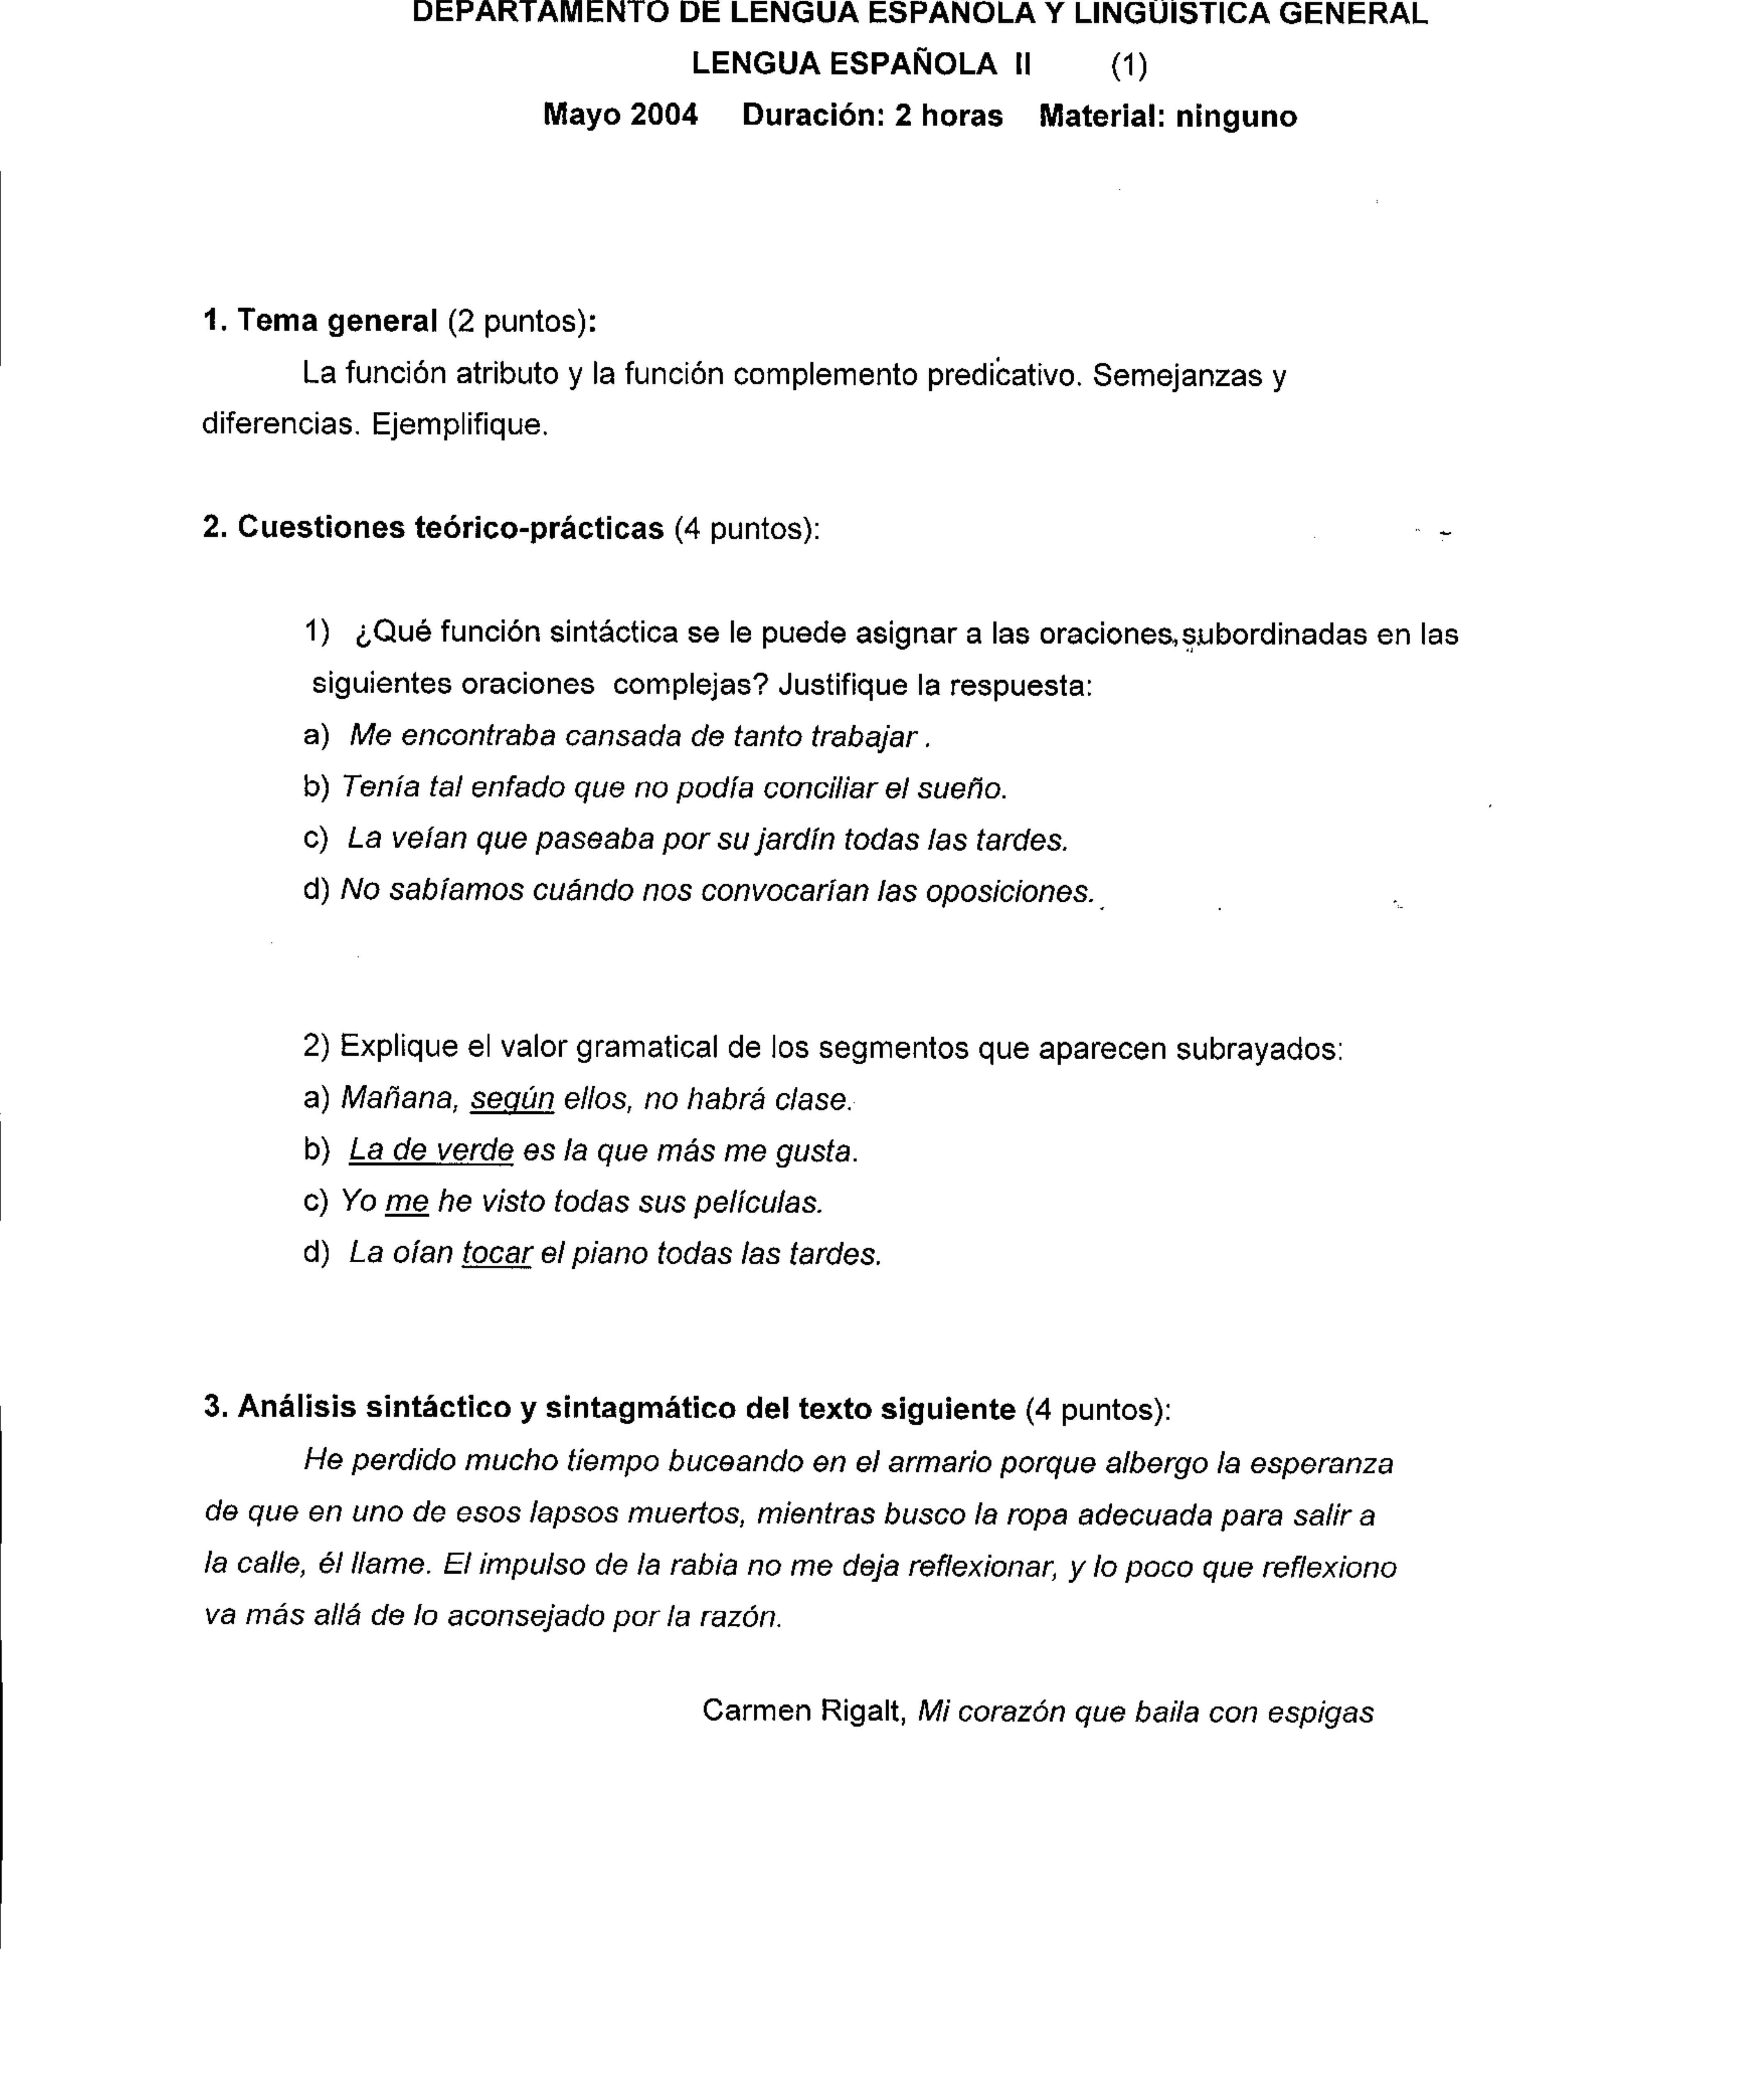 DEPARTAMENTO DE LENGUA ESPAÑOLA Y LINGÜÍSTICA GENERAL
LENGUA ESPAÑOLA II (1)
Mayo 2004 Duración: 2 horas Material: ninguno
1. Tema general (2 puntos):
La función atributo y la función complemento predicativo. Semejanzas y
diferencias. Ejemplifique.
2. Cuestiones teórico-prácticas (4 puntos):
1) ¿Qué función sintáctica se le puede asignar a las oraciones subordinadas en las
siguientes oraciones complejas? Justifique la respuesta:
a) Me encontraba cansada de tanto trabajar .
b) Tenía tal enfado que no podía conciliar el sueño.
c) La veían que paseaba por su jardín todas las tardes.
d) No sabíamos cuándo nos convocarían las oposiciones.
2) Explique el valor gramatical de los segmentos que aparecen subrayados:
a) Mañana, según ellos, no habrá clase.
b) La de verde es la que más me gusta.
c) Yo me he visto todas sus películas.
d) La oían tocar el piano todas las tardes.
3. Análisis sintáctico y sintagmático del texto siguiente (4 puntos):
He perdido mucho tiempo buceando en el armario porque albergo la esperanza
de que en uno de esos lapsos muertos, mientras busco la ropa adecuada para salir a
la calle, él llame. El impulso de la rabia no me deja reflexionar, y lo poco que reflexiono
va más allá de lo aconsejado por la razón.
Carmen Rigalt, Mi corazón que baila con espigas